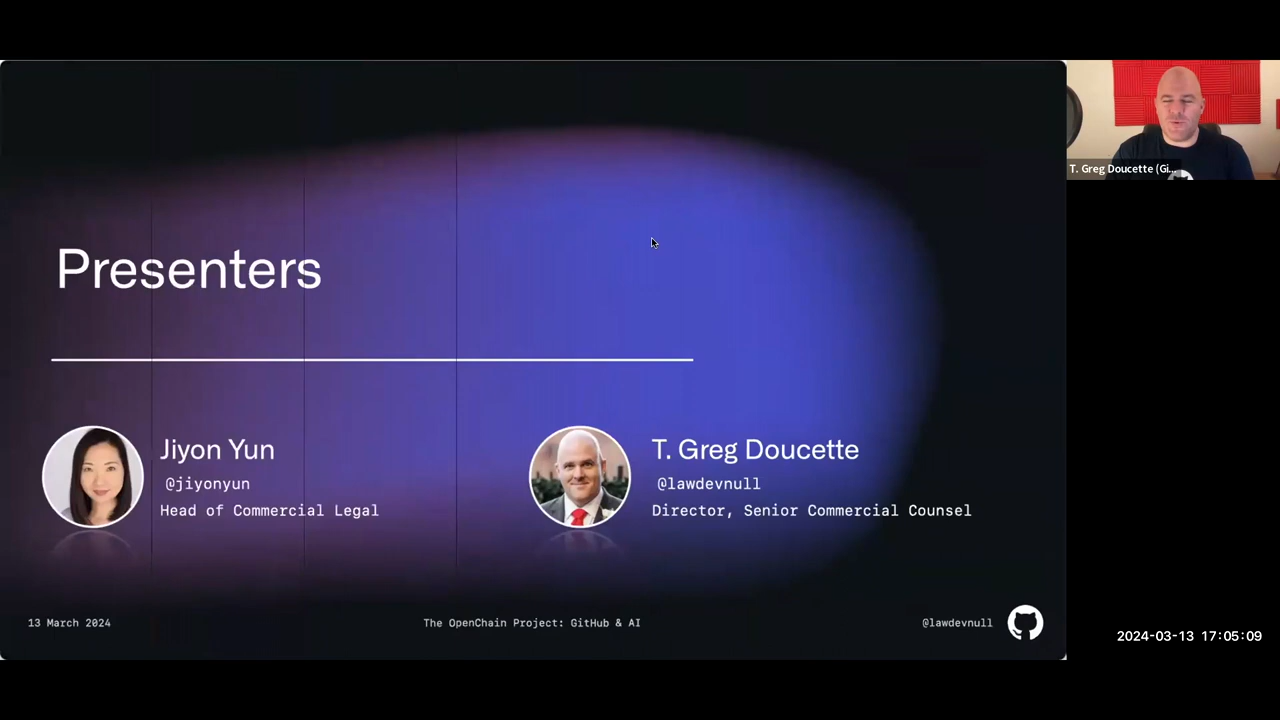 Presenters
Jiyon Yun
@jiyonyun
Head of Commercial Legal
T. Greg Doucette
@lawdevnull
Director, Senior Commercial Counsel
13 March 2024
The OpenChain Project: GitHub & AI
@lawdevnull
T. Greg Doucette (Gi...
2024-03-13 17:05:09